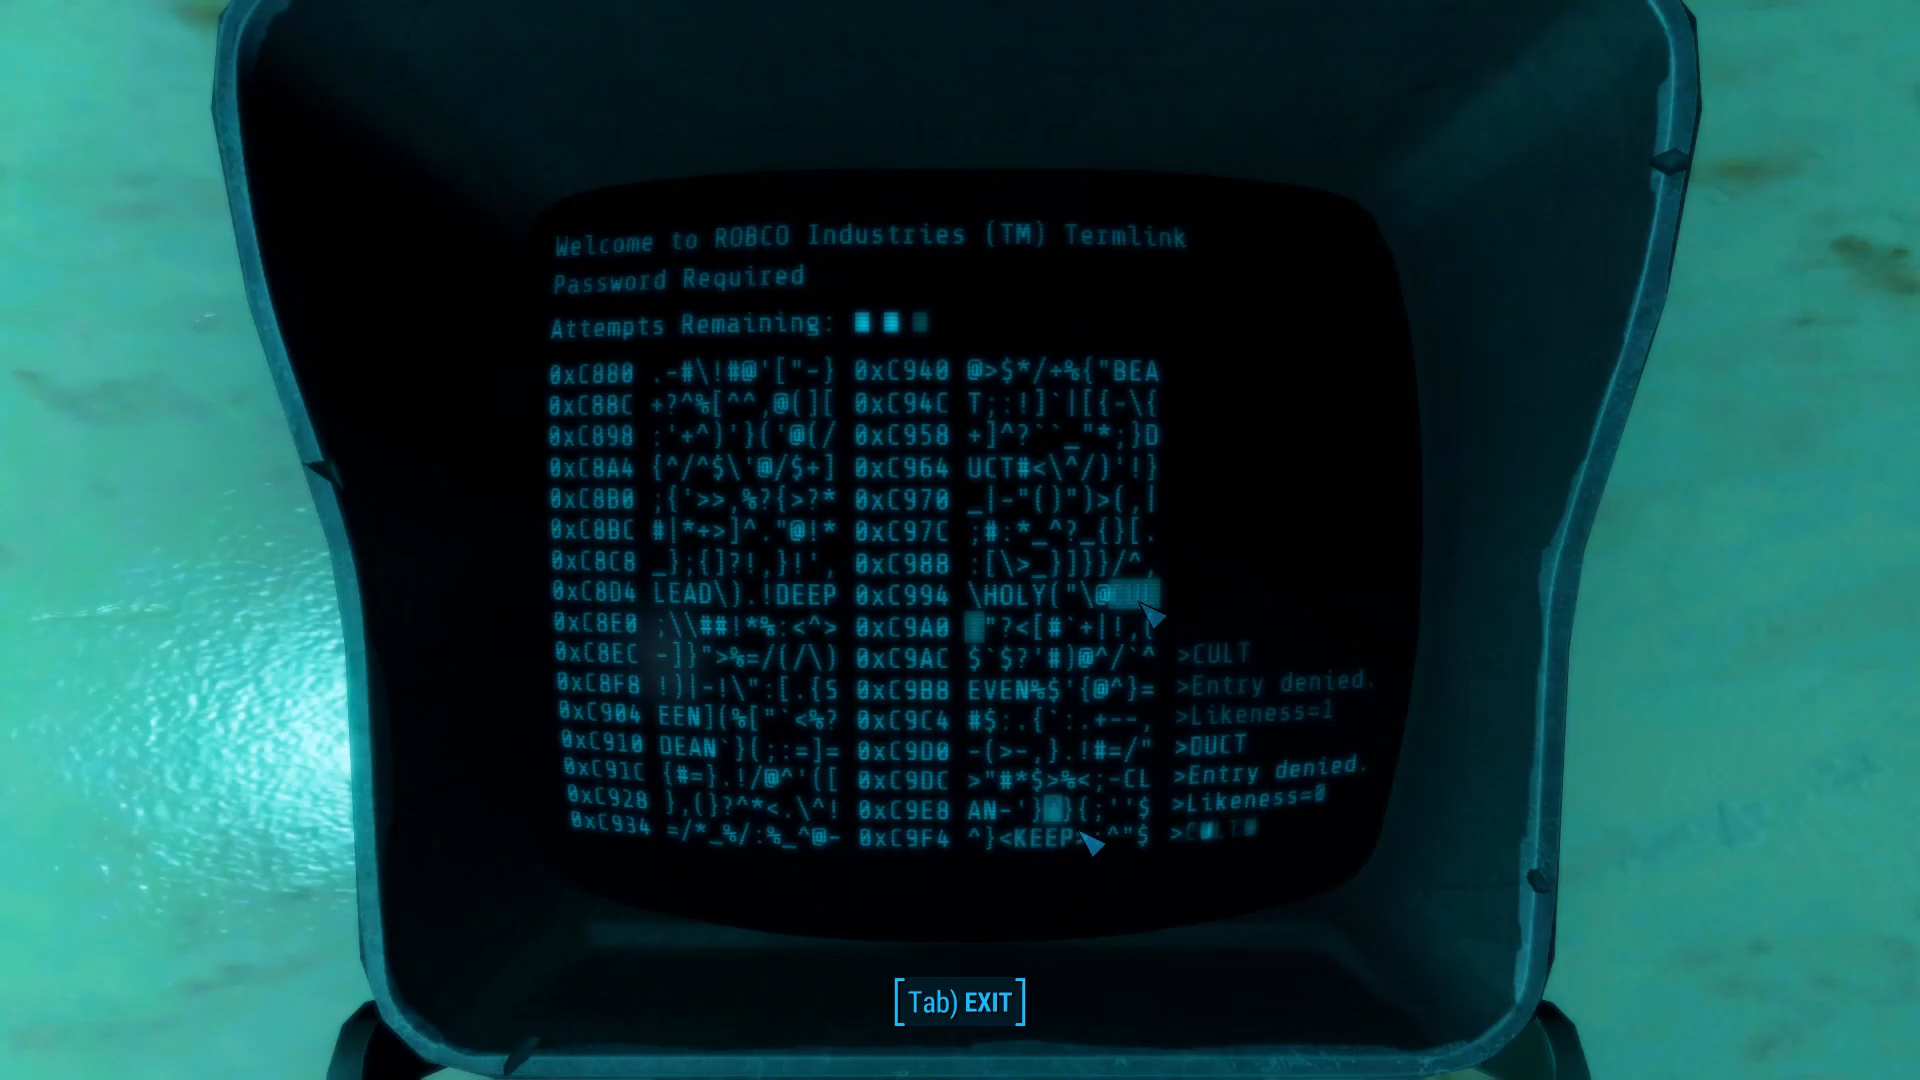 Welcome to ROBCO Industries (TM) Termlink
Password Required
Attempts Remaining:
0xC880 .-#\!#@'["-} 0xC940 @>$*/+%{"BEA
0xC88C +?^%[^^,@(][ 0xC94C T;:!]`|[{-\{
0xC898 :'+^)'}('@(/ 0xC958 +]^?``_"*;}D
0xC8A4 {^/^$\'@/$+] 0xC964 UCT#<\^/)'!}
0xC8B0 ;{'>>,%?{>?* 0xC970 _|-"()")>(,|
0xC8BC #|*+>]^."@!* 0xC97C ;#:*_^?_{}[.
0xC8C8 _};{]?!,}!', 0xC988 :[\>_}]}}/^,
0xC8D4 LEAD\).!DEEP 0xC994 \HOLY("\@
0xC8E0 ;\\##!*%:<^> 0xC9A0 "?<[#`+|!,{
0xC8EC -]}">%=/(/\) 0xC9AC $`$?'#)@^/`^ >CULT
0xC8F8 !)|-!\":[.{S 0xC9B8 EVEN%$'{@^}= >Entry denied.
0xC904 EEN](%["`<%? 0xC9C4 #$:.{`:.+--, >Likeness=1
0xC910 DEAN`}(;:=]= 0xC9D0 -(>-,}.!#=/" >DUCT
0xC91C {#=}.!/@^'([ 0xC9DC >"#*$>%<;-CL >Entry denied.
0xC928 },(}?^*<.\^! 0xC9E8 AN-'}^}{;''$ >Likeness=0
0xC934 =/*_%/:%_^@- 0xC9F4 ^}<KEEP>:^"$ >
[Tab) EXIT]